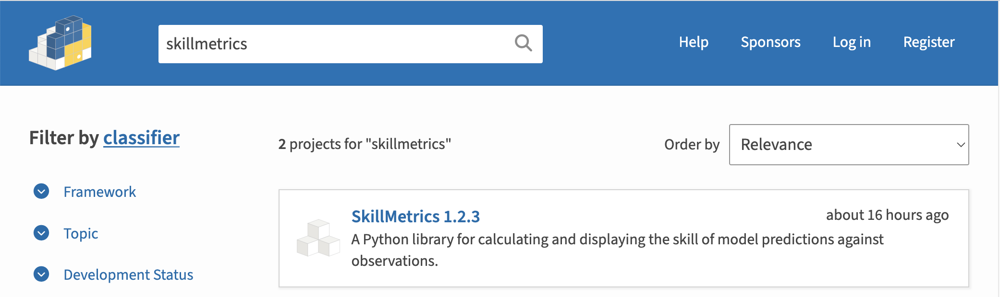 skillmetrics
Help
Sponsors
Log in
Register
Filter by classifier
2 projects for "skillmetrics"
Order by
Relevance
Framework
Topic
Development Status
SkillMetrics 1.2.3
about 16 hours ago
A Python library for calculating and displaying the skill of model predictions against
observations.